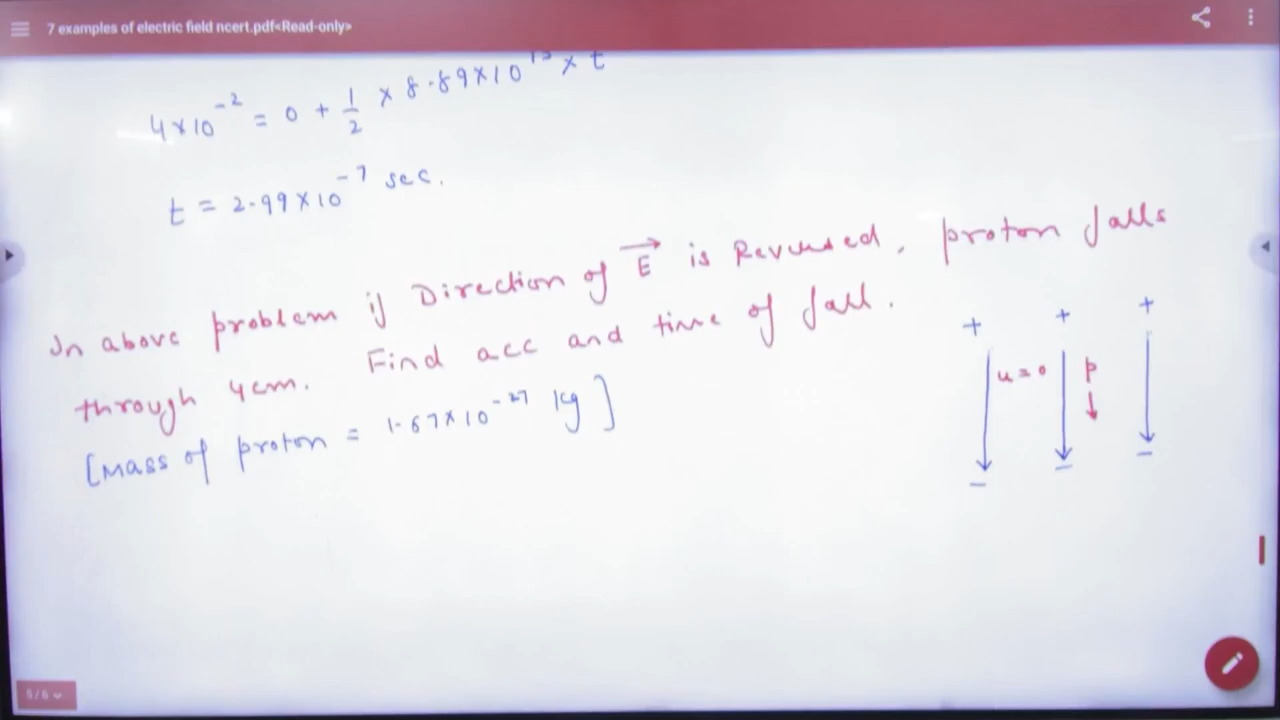 7 examples of electric field ncert.pdf<Read-only>
4×10⁻² = 0 + 1/2 × 8.89×10¹³ × t
t = 2.99×10⁻⁷ sec.
In above problem if Direction of E⃗ is Reversed, proton falls
through 4cm. Find acc and time of fall.
[Mass of proton = 1.67×10⁻²⁷ kg]
+ + +
u=0 p
− − −
5/6